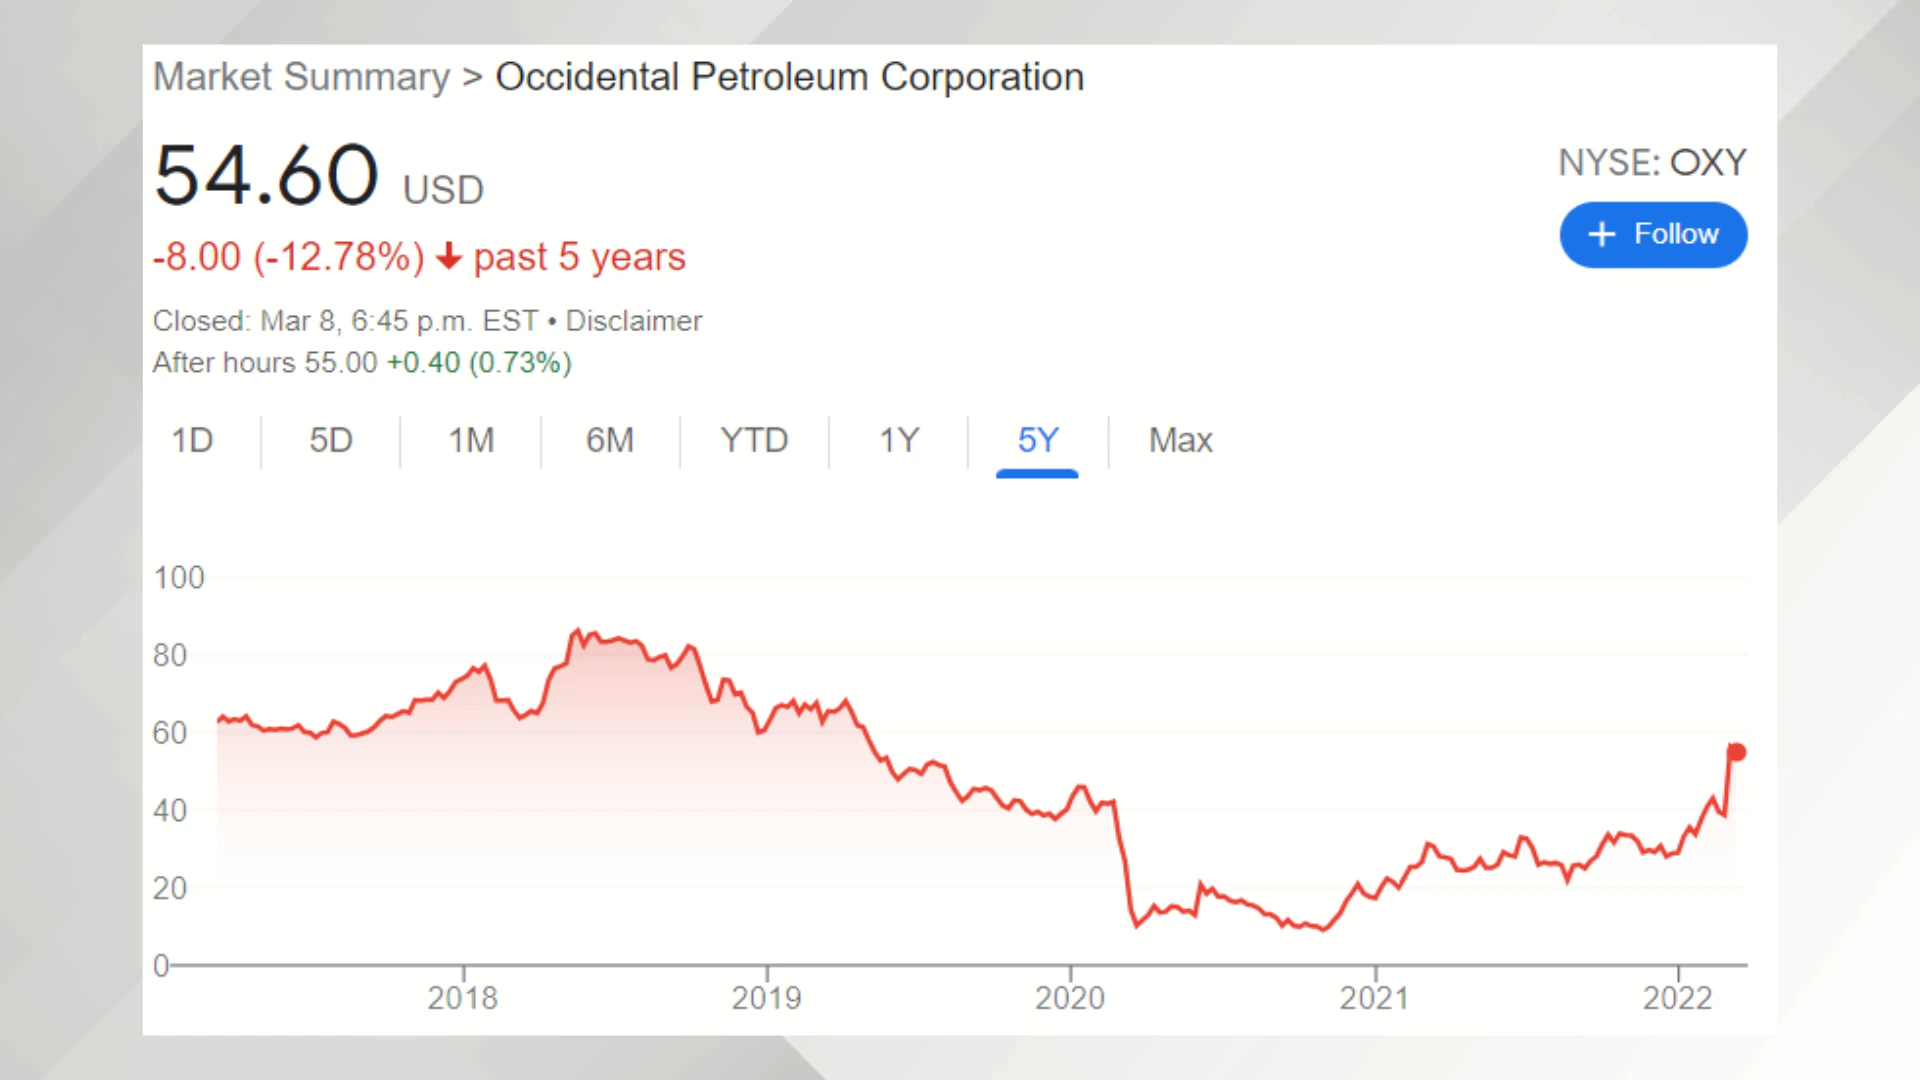 Market Summary > Occidental Petroleum Corporation
54.60 USD
NYSE: OXY
+ Follow
-8.00 (-12.78%) ↓ past 5 years
Closed: Mar 8, 6:45 p.m. EST • Disclaimer
After hours 55.00 +0.40 (0.73%)
1D 5D 1M 6M YTD 1Y 5Y Max
100
80
60
40
20
0
2018 2019 2020 2021 2022